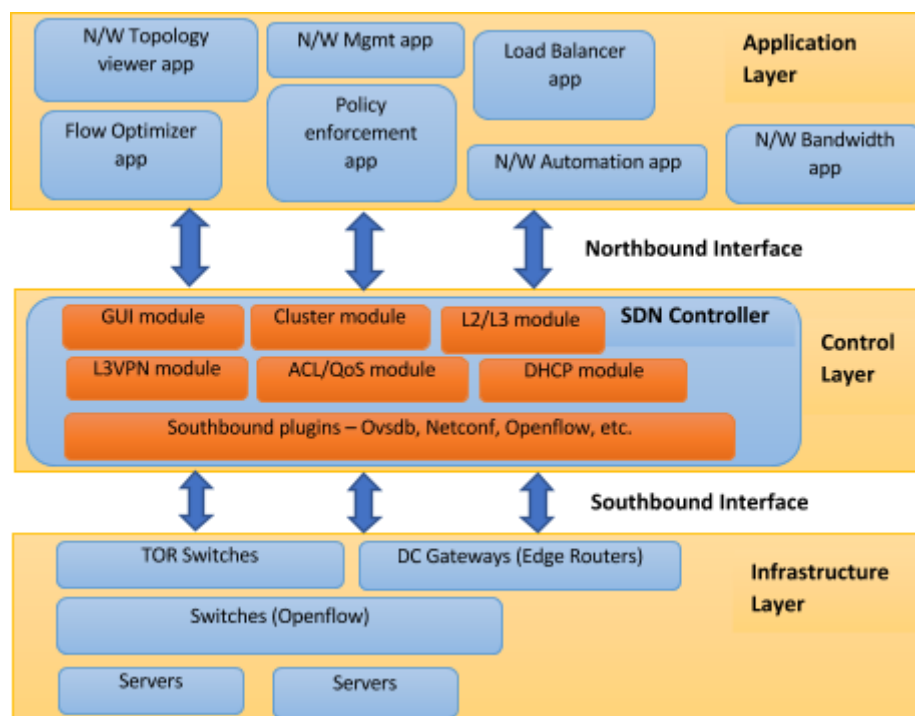 N/W Topology
viewer app
N/W Mgmt app
Load Balancer
app
Application
Layer
Flow Optimizer
app
Policy
enforcement
app
N/W Automation app
N/W Bandwidth
app
Northbound Interface
GUI module
Cluster module
L2/L3 module
SDN Controller
L3VPN module
ACL/QoS module
DHCP module
Control
Layer
Southbound plugins – Ovsdb, Netconf, Openflow, etc.
Southbound Interface
TOR Switches
DC Gateways (Edge Routers)
Infrastructure
Layer
Switches (Openflow)
Servers
Servers